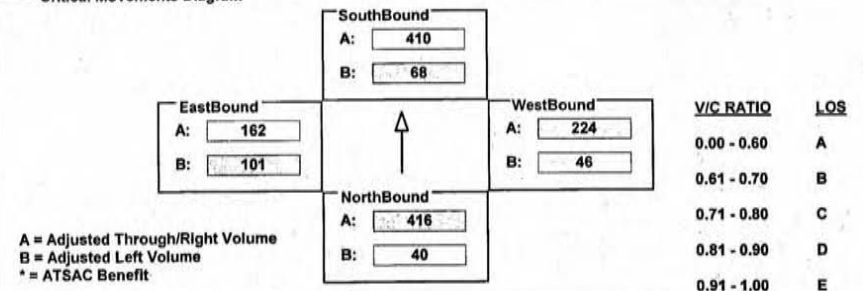 Critical Movements Diagram
SouthBound
A: 410
B: 68
EastBound
A: 162
B: 101
WestBound
A: 224
B: 46
NorthBound
A: 416
B: 40
A = Adjusted Through/Right Volume
B = Adjusted Left Volume
* = ATSAC Benefit
V/C RATIO LOS
0.00 - 0.60 A
0.61 - 0.70 B
0.71 - 0.80 C
0.81 - 0.90 D
0.91 - 1.00 E